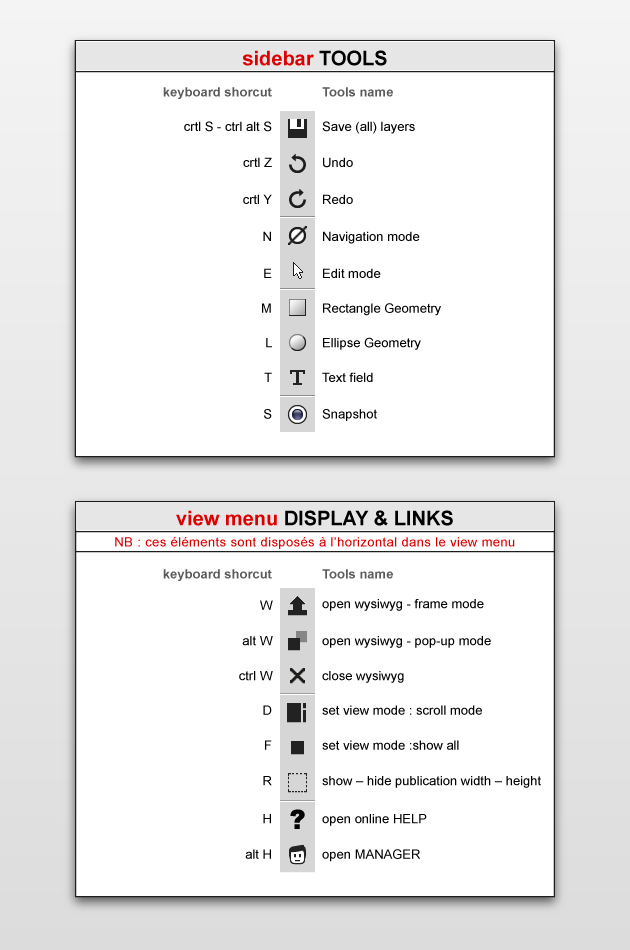 sidebar TOOLS
keyboard shorcut Tools name
crtl S - ctrl alt S Save (all) layers
crtl Z Undo
crtl Y Redo
N Navigation mode
E Edit mode
M Rectangle Geometry
L Ellipse Geometry
T T Text field
S Snapshot
view menu DISPLAY & LINKS
NB : ces éléments sont disposés à l'horizontal dans le view menu
keyboard shorcut Tools name
W open wysiwyg - frame mode
alt W open wysiwyg - pop-up mode
ctrl W close wysiwyg
D set view mode : scroll mode
F set view mode :show all
R show – hide publication width – height
H ? open online HELP
alt H open MANAGER